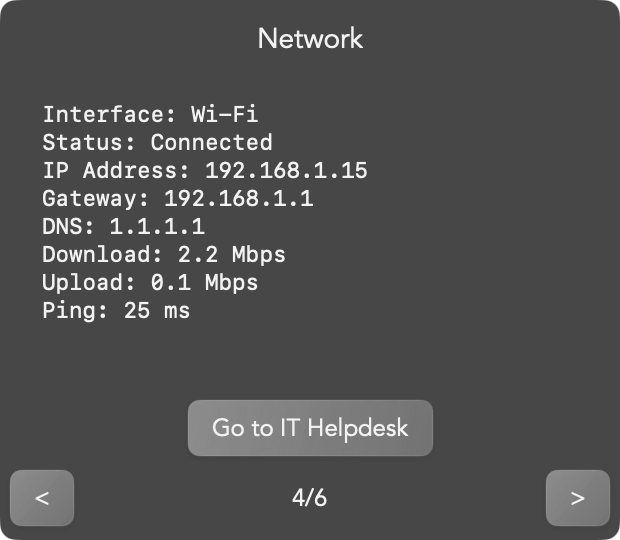 Network
Interface: Wi-Fi
Status: Connected
IP Address: 192.168.1.15
Gateway: 192.168.1.1
DNS: 1.1.1.1
Download: 2.2 Mbps
Upload: 0.1 Mbps
Ping: 25 ms
Go to IT Helpdesk
< 4/6 >